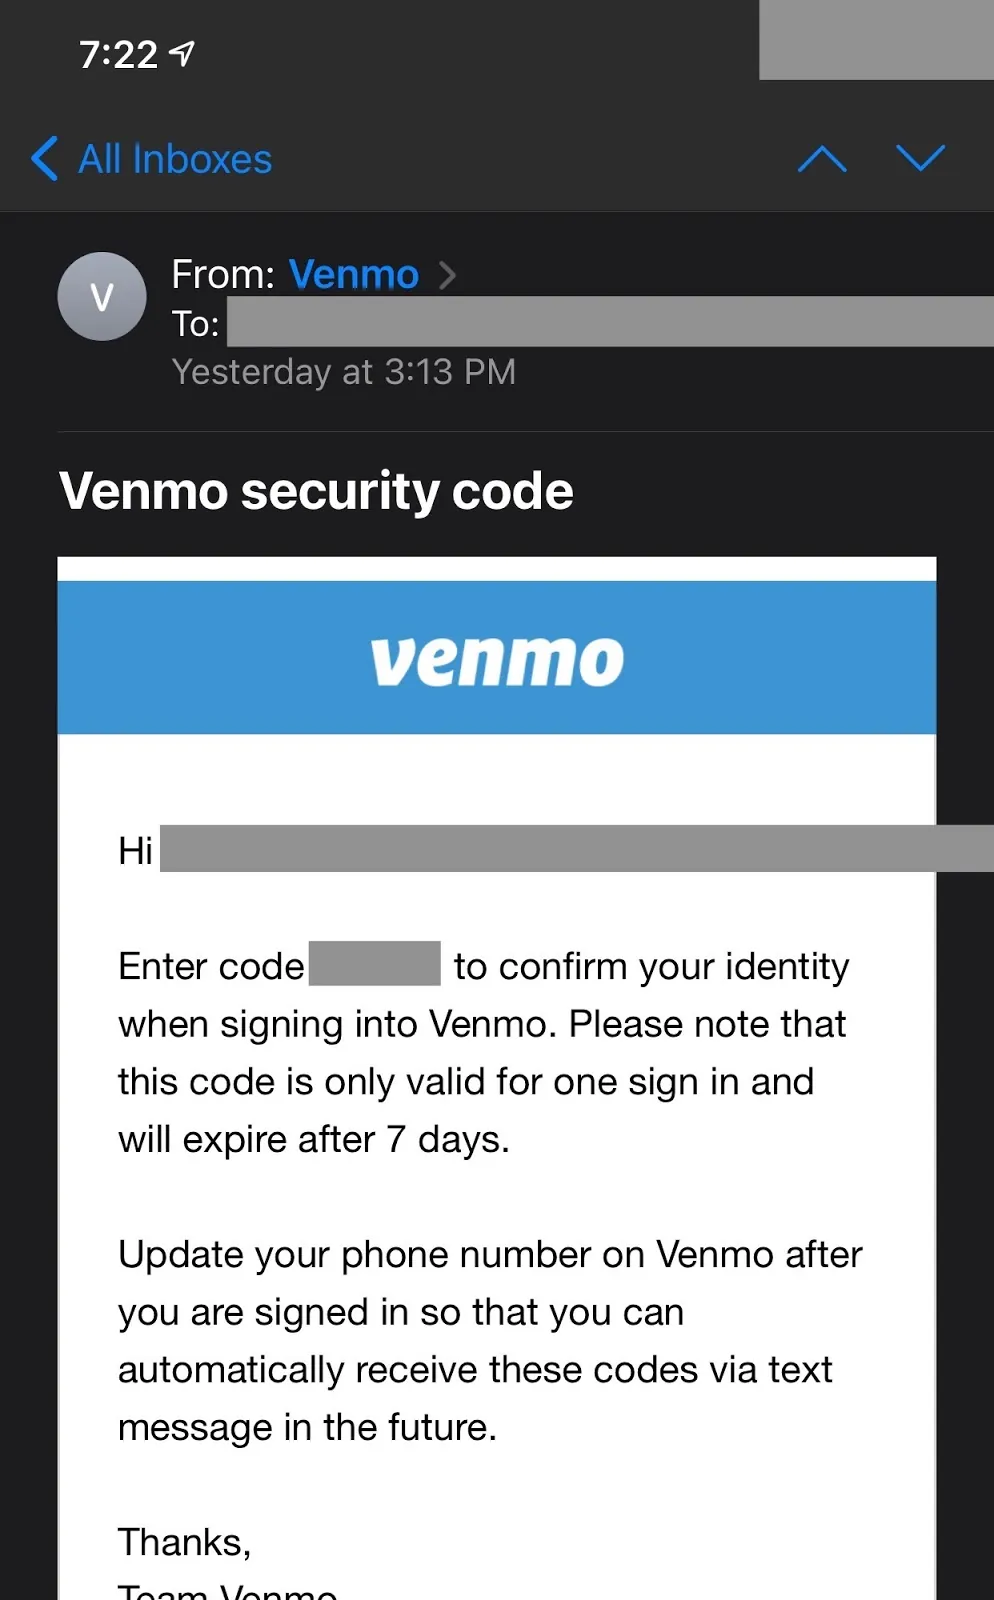 7:22
All Inboxes
V
From: Venmo
To:
Yesterday at 3:13 PM
Venmo security code
venmo
Hi
Enter code to confirm your identity
when signing into Venmo. Please note that
this code is only valid for one sign in and
will expire after 7 days.
Update your phone number on Venmo after
you are signed in so that you can
automatically receive these codes via text
message in the future.
Thanks,
Team Venmo